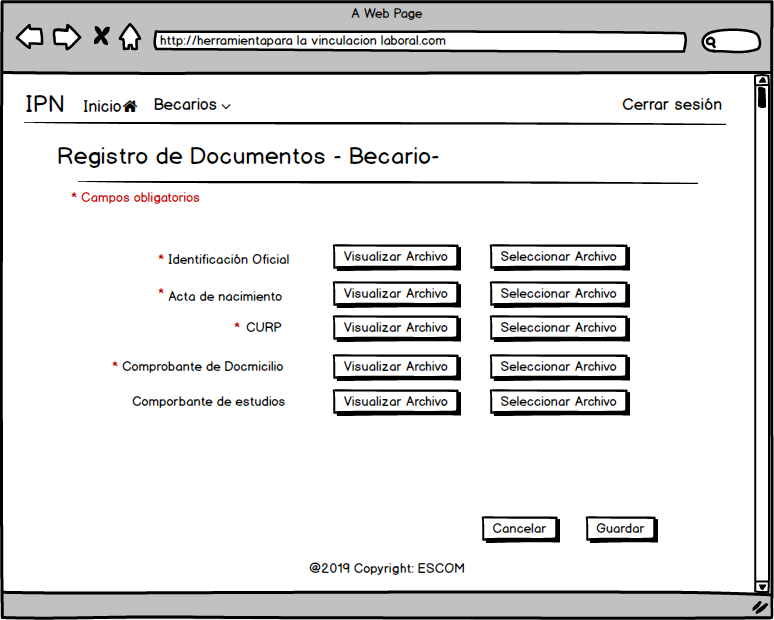 A Web Page
http://herramientapara la vinculacion laboral.com
IPN Inicio Becarios Cerrar sesión
Registro de Documentos - Becario-
* Campos obligatorios
* Identificación Oficial Visualizar Archivo Seleccionar Archivo
* Acta de nacimiento Visualizar Archivo Seleccionar Archivo
* CURP Visualizar Archivo Seleccionar Archivo
* Comprobante de Docmicilio Visualizar Archivo Seleccionar Archivo
Comporbante de estudios Visualizar Archivo Seleccionar Archivo
Cancelar Guardar
@2019 Copyright: ESCOM